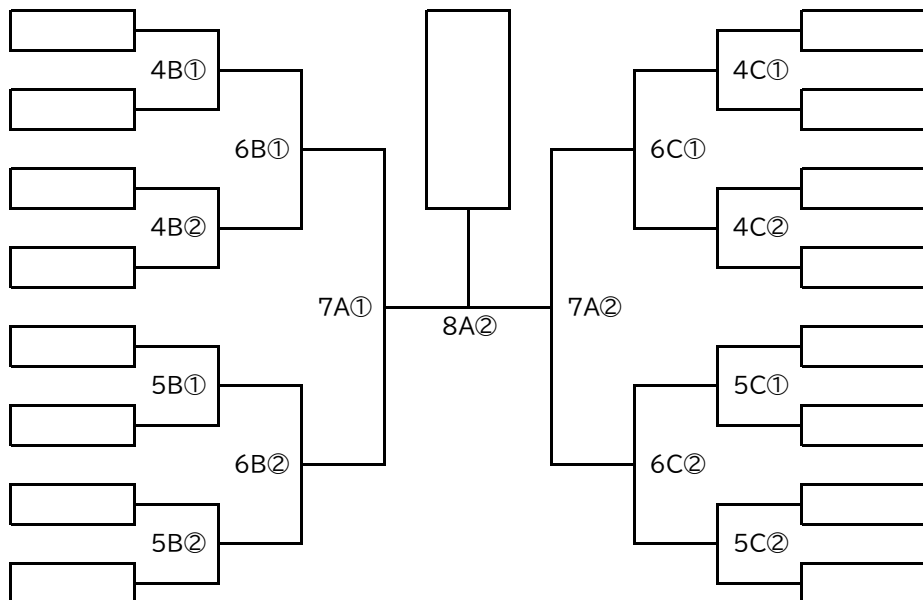 4B① 4C①
6B① 6C①
4B② 4C②
7A① 7A②
8A②
5B① 5C①
6B② 6C②
5B② 5C②